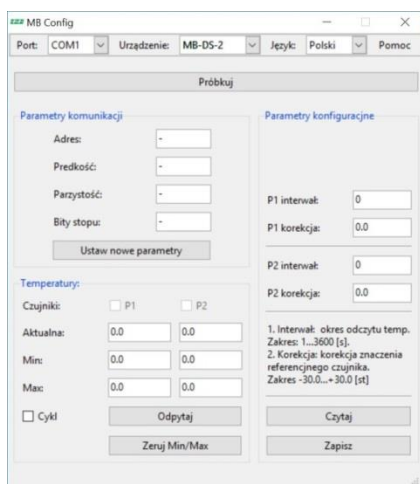 MB Config
Port: COM1 Urządzenie: MB-DS-2 Język: Polski Pomoc
Próbkuj
Parametry komunikacji
Adres: -
Predkość: -
Parzystość: -
Bity stopu: -
Ustaw nowe parametry
Temperatury:
Czujniki: P1 P2
Aktualna: 0.0 0.0
Min: 0.0 0.0
Max: 0.0 0.0
Cykl Odpytaj
Zeruj Min/Max
Parametry konfiguracjne
P1 interwał: 0
P1 korekcja: 0.0
P2 interwał: 0
P2 korekcja: 0.0
1. Interwał: okres odczytu temp.
Zakres: 1...3600 [s].
2. Korekcja: korekcja znaczenia
referencjnego czujnika.
Zakres -30.0...+30.0 [st]
Czytaj
Zapisz